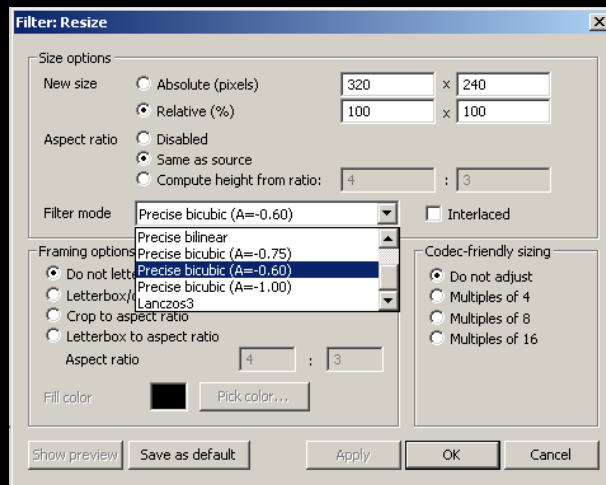 Filter: Resize
Size options
New size
Absolute (pixels) 320 x 240
Relative (%) 100 x 100
Aspect ratio
Disabled
Same as source
Compute height from ratio: 4 : 3
Filter mode Precise bicubic (A=-0.60) Interlaced
Precise bilinear
Precise bicubic (A=-0.75)
Precise bicubic (A=-0.60)
Precise bicubic (A=-1.00)
Lanczos3
Framing options
Do not
Crop to aspect ratio
Letterbox to aspect ratio
Aspect ratio 4 : 3
Fill color Pick color...
Codec-friendly sizing
Do not adjust
Multiples of 4
Multiples of 8
Multiples of 16
Show preview Save as default Apply OK Cancel